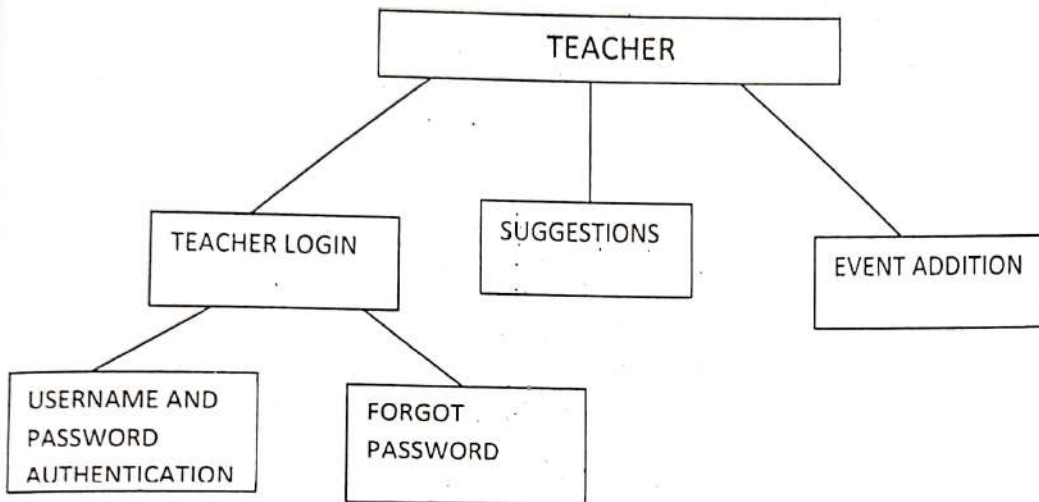 TEACHER
TEACHER LOGIN
SUGGESTIONS
EVENT ADDITION
USERNAME AND
PASSWORD
AUTHENTICATION
FORGOT
PASSWORD